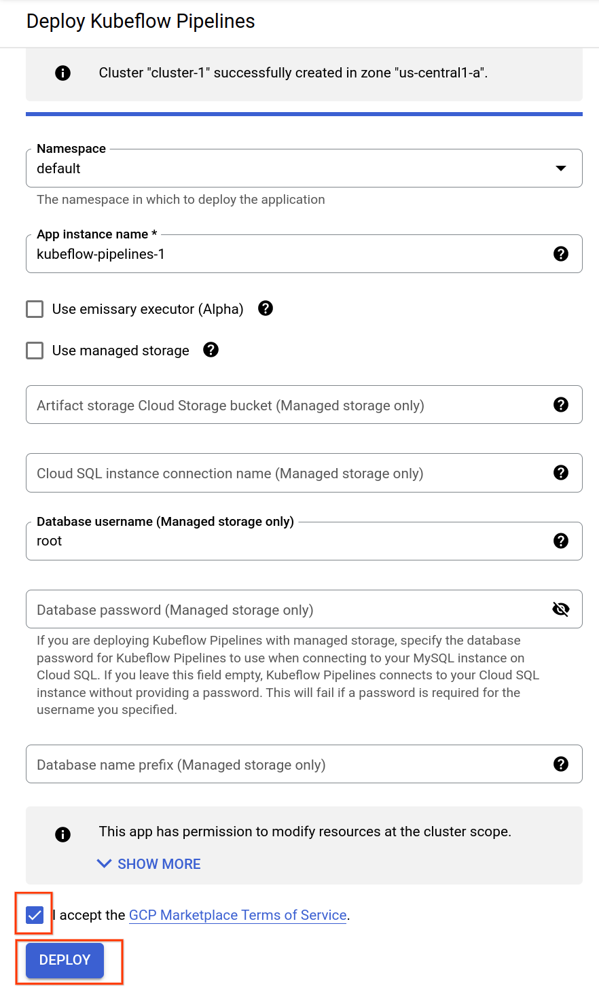 Deploy Kubeflow Pipelines
Cluster "cluster-1" successfully created in zone "us-central1-a".
Namespace
default
The namespace in which to deploy the application
App instance name *
kubeflow-pipelines-1
Use emissary executor (Alpha)
Use managed storage
Artifact storage Cloud Storage bucket (Managed storage only)
Cloud SQL instance connection name (Managed storage only)
Database username (Managed storage only)
root
Database password (Managed storage only)
If you are deploying Kubeflow Pipelines with managed storage, specify the database
password for Kubeflow Pipelines to use when connecting to your MySQL instance on
Cloud SQL. If you leave this field empty, Kubeflow Pipelines connects to your Cloud SQL
instance without providing a password. This will fail if a password is required for the
username you specified.
Database name prefix (Managed storage only)
This app has permission to modify resources at the cluster scope.
SHOW MORE
I accept the GCP Marketplace Terms of Service.
DEPLOY